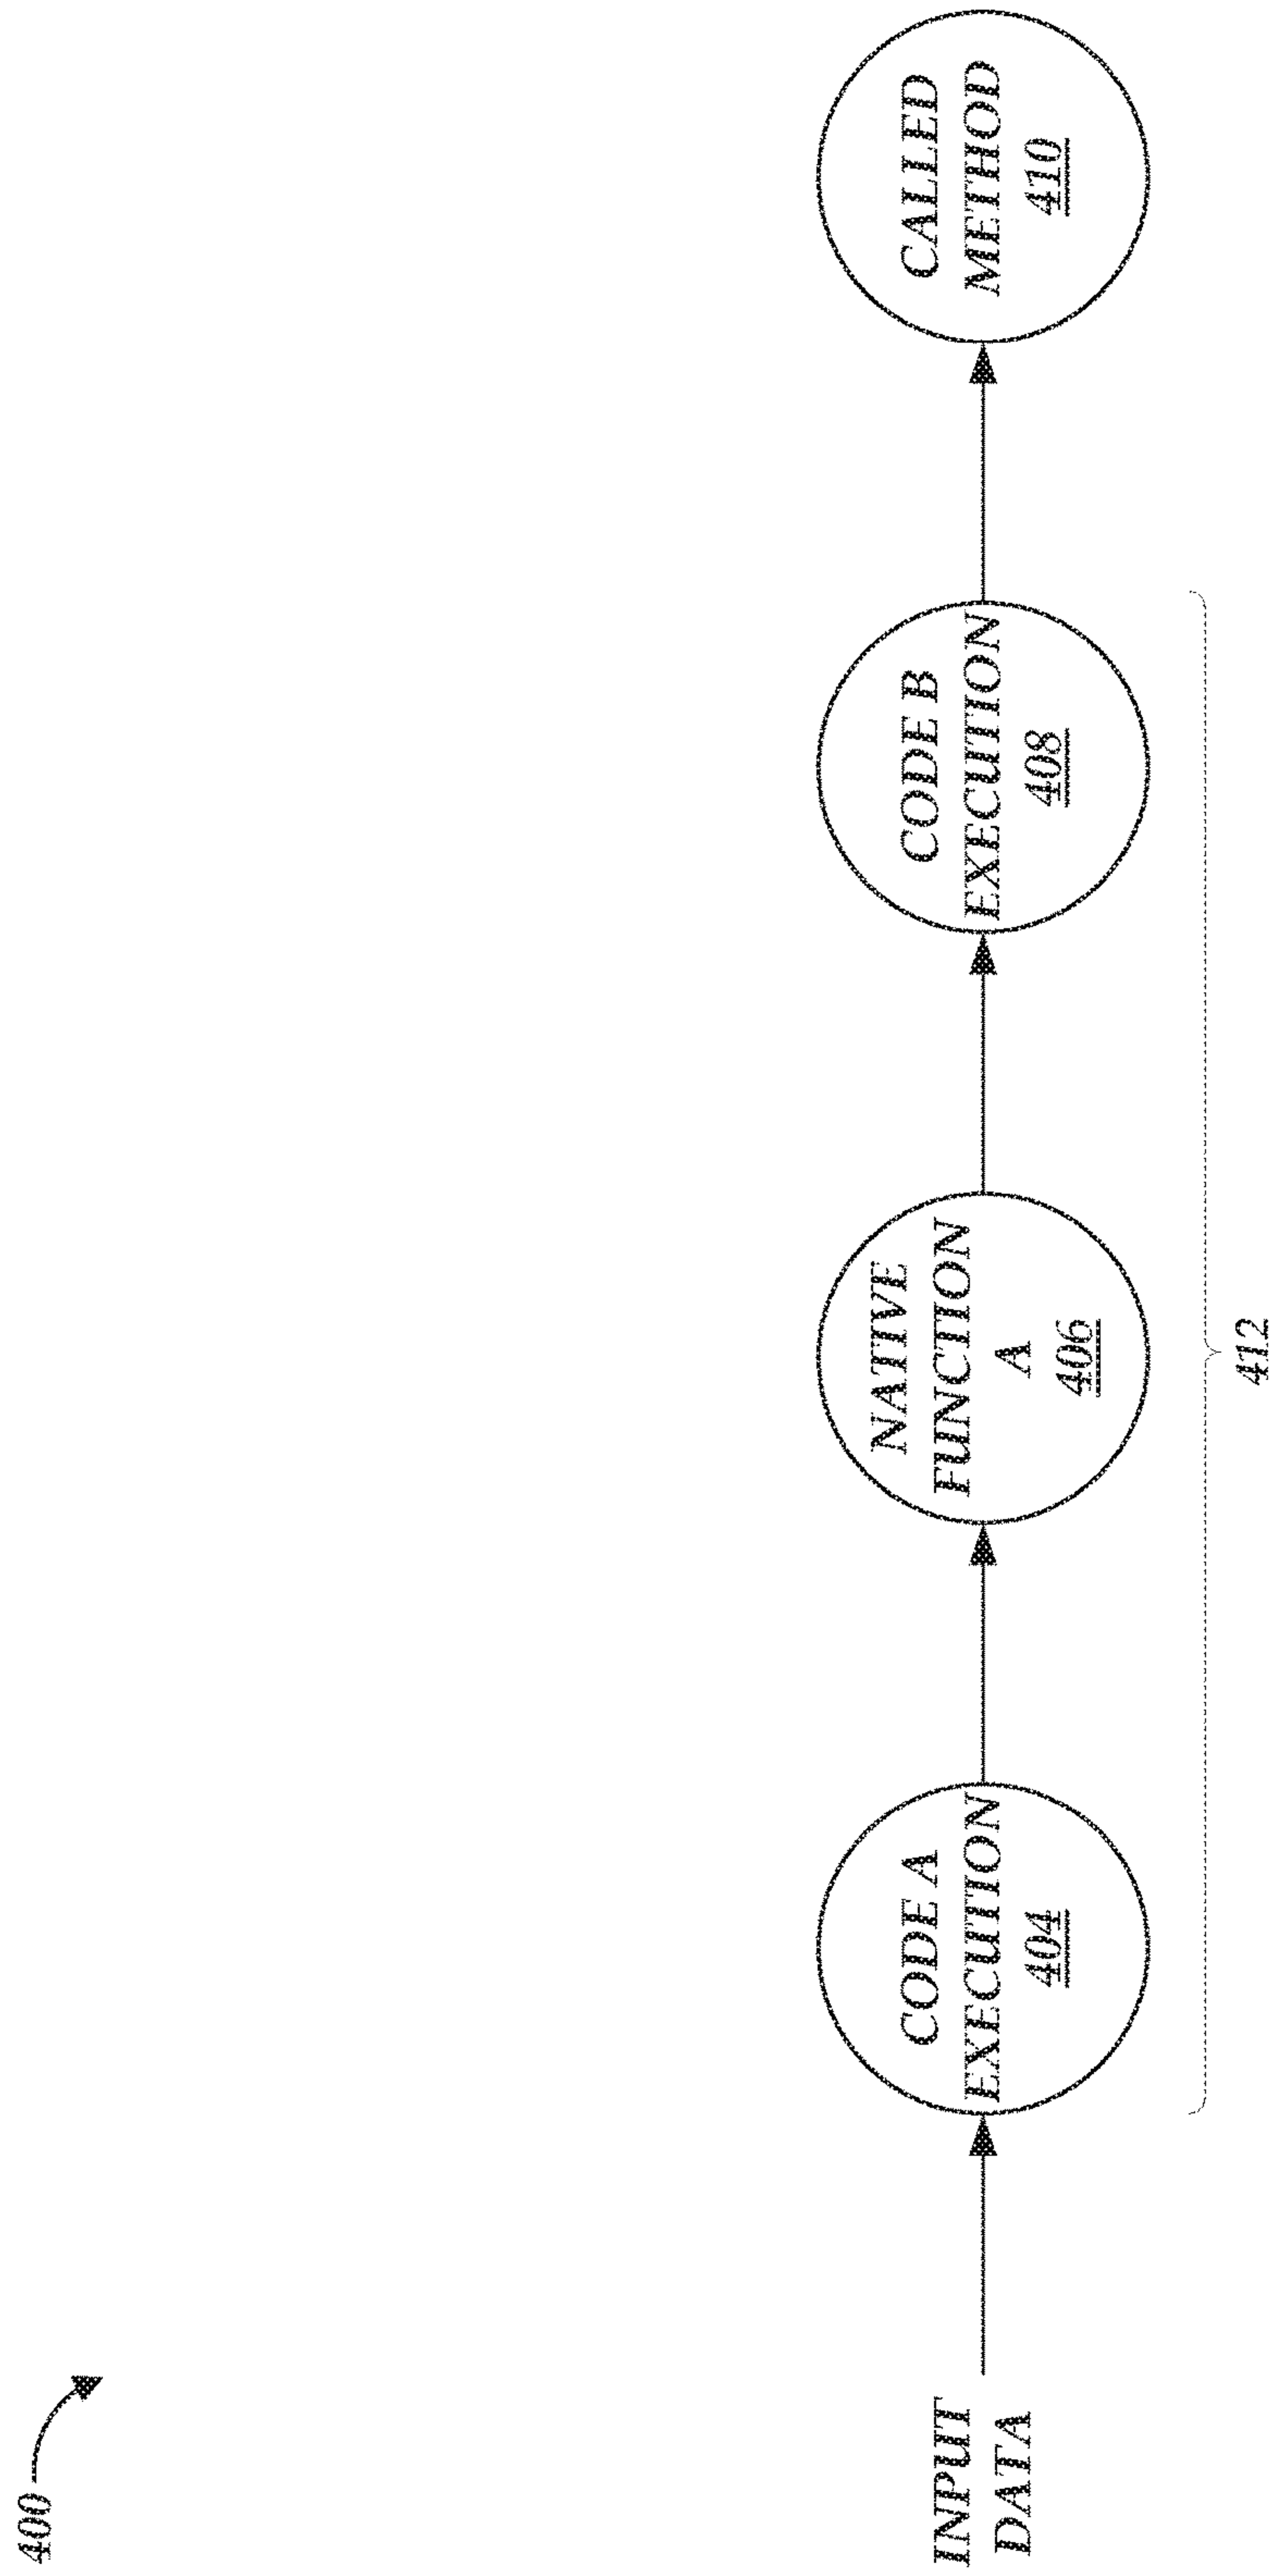 400
INPUT
DATA
CODE A
EXECUTION
404
NATIVE
FUNCTION
A
406
CODE B
EXECUTION
408
CALLED
METHOD
410
412